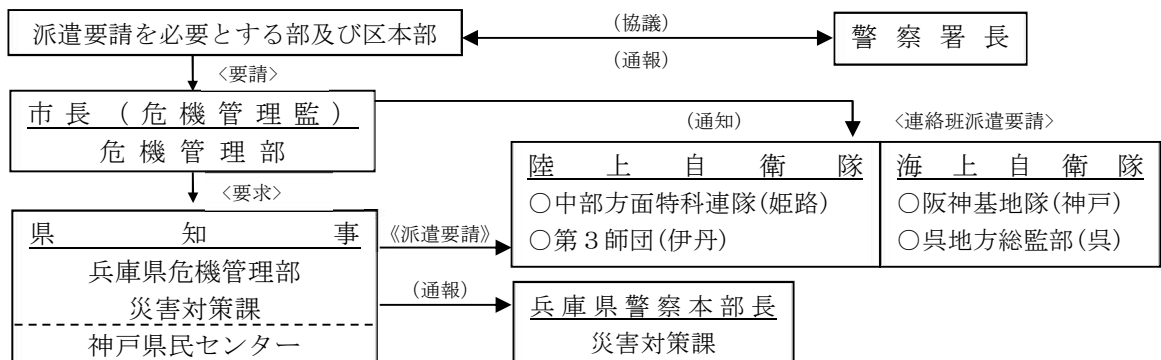 派遣要請を必要とする部及び区本部
(協議)
(通報)
警察署長
<要請>
市長(危機管理監)
危機管理部
(通知)
<連絡班派遣要請>
<要求>
陸上自衛隊
○中部方面特科連隊(姫路)
○第3師団(伊丹)
海上自衛隊
○阪神基地隊(神戸)
○呉地方総監部(呉)
県知事
兵庫県危機管理部
災害対策課
神戸県民センター
《派遣要請》
(通報)
兵庫県警察本部長
災害対策課